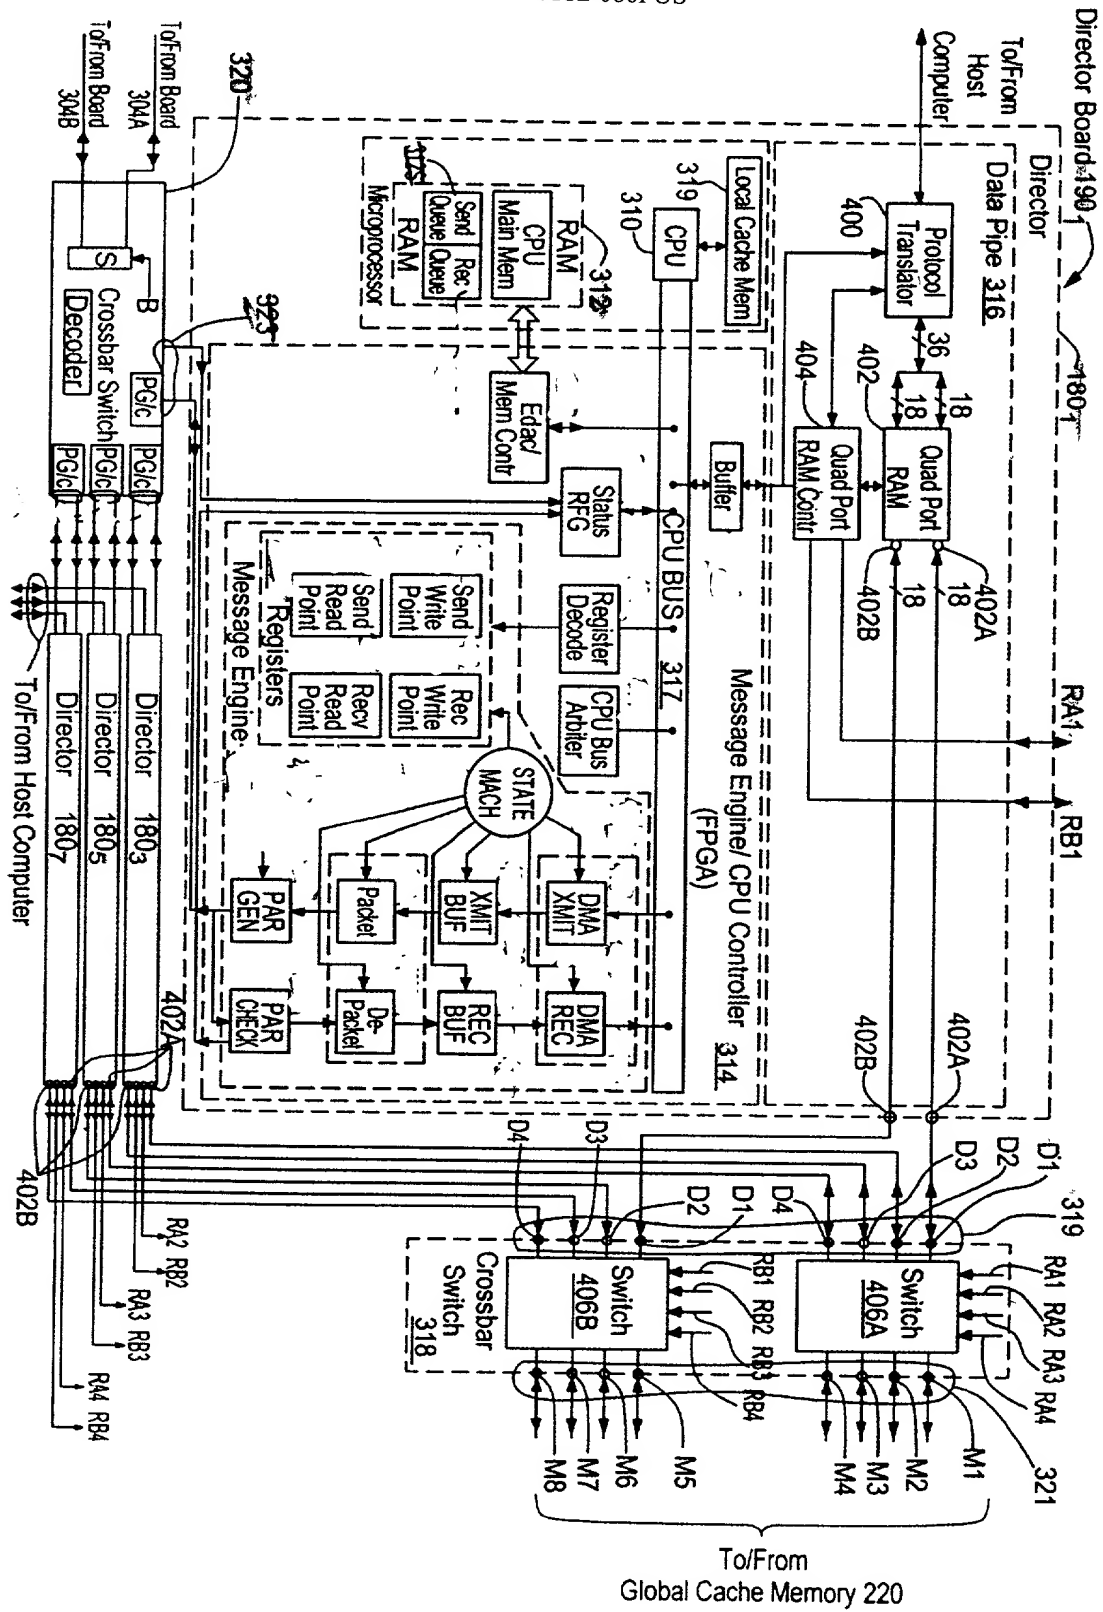 Director Board 190 1
180 1
Director
To/From
Host
Computer
Data Pipe 316
Protocol
Translator
400
36
18
18
402
404
Quad Port
RAM
Quad Port
RAM Contr
402A
402B
18
18
RA1
RB1
402A
402B
Local Cache Mem
319
310
CPU
RAM
312
CPU
Main Mem
Send
Queue
Rec
Queue
RAM
Microprocessor
Buffer
Message Engine/ CPU Controller 314
(FPGA)
CPU BUS 317
Edac/
Mem Contr
Status
RFG
Register
Decode
CPU Bus
Arbiter
Send
Write
Point
Rec
Write
Point
Send
Read
Point
Recv
Read
Point
Registers
Message Engine
STATE
MACH
DMA
XMIT
DMA
REC
XMIT
BUF
REC
BUF
Packet
De-
Packet
PAR
GEN
PAR
CHECK
320
To/From Board
304A
To/From Board
304B
S
B
Crossbar Switch
Decoder
PG/c
PG/c
PG/c
PG/c
323
Director 1803
Director 1805
Director 1807
To/From Host Computer
402A
402B
RA2
RB2
RA3
RB3
RA4
RB4
D1
D2
D3
D4
319
D1
D2
D3
D4
RA1
RA2
RA3
RA4
RB1
RB2
RB3
RB4
Switch
406A
Switch
406B
Crossbar
Switch
318
321
M1
M2
M3
M4
M5
M6
M7
M8
To/From
Global Cache Memory 220